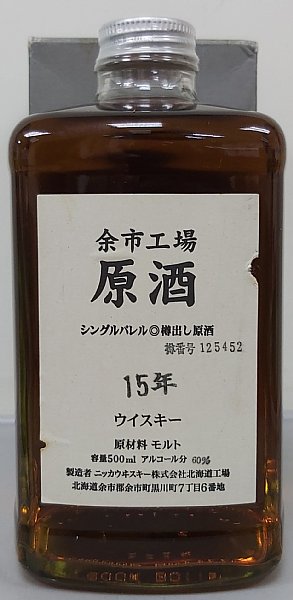 余市工場
原酒
シングルバレル◎樽出し原酒
樽番号 125452
15年
ウイスキー
原材料 モルト
容量500ml アルコール分 60%
製造者 ニッカウヰスキー株式会社北海道工場
北海道余市郡余市町黒川町7丁目6番地